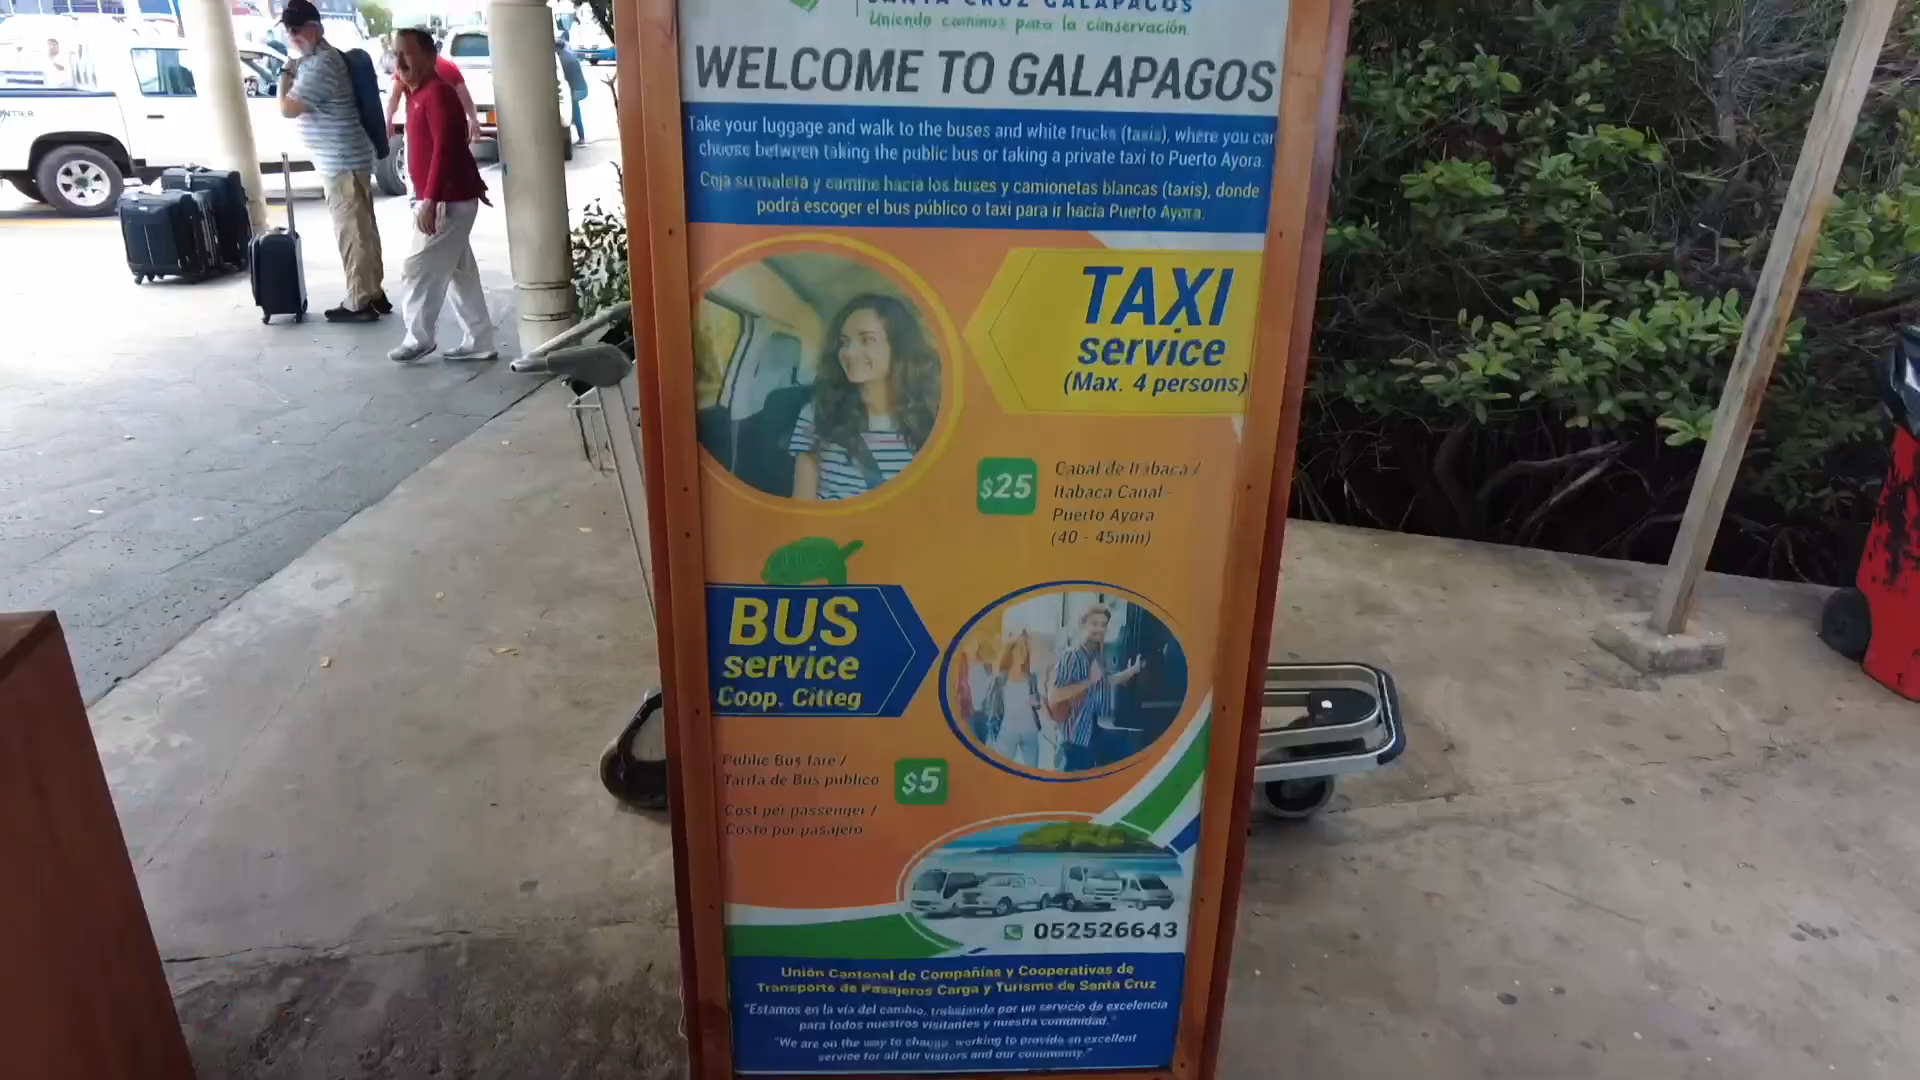 SANTA CRUZ GALÁPAGOS
Uniendo caminos para la conservación.
WELCOME TO GALAPAGOS
Take your luggage and walk to the buses and white trucks (taxis), where you can
choose between taking the public bus or taking a private taxi to Puerto Ayora.
Coja su maleta y camine hacia los buses y camionetas blancas (taxis), donde
podrá escoger el bus público o taxi para ir hacia Puerto Ayora.
TAXI
service
(Max. 4 persons)
$25
Canal de Itabaca /
Itabaca Canal -
Puerto Ayora
(40 - 45min)
BUS
service
Coop. Citteg
Public Bus fare /
Tarifa de Bus publico
$5
Cost per passenger /
Costo por pasajero
052526643
Unión Cantonal de Compañías y Cooperativas de
Transporte de Pasajeros Carga y Turismo de Santa Cruz
"Estamos en la vía del cambio, trabajando por un servicio de excelencia
para todos nuestros visitantes y nuestra comunidad."
"We are on the way to change, working to provide an excellent
service for all our visitors and our community."